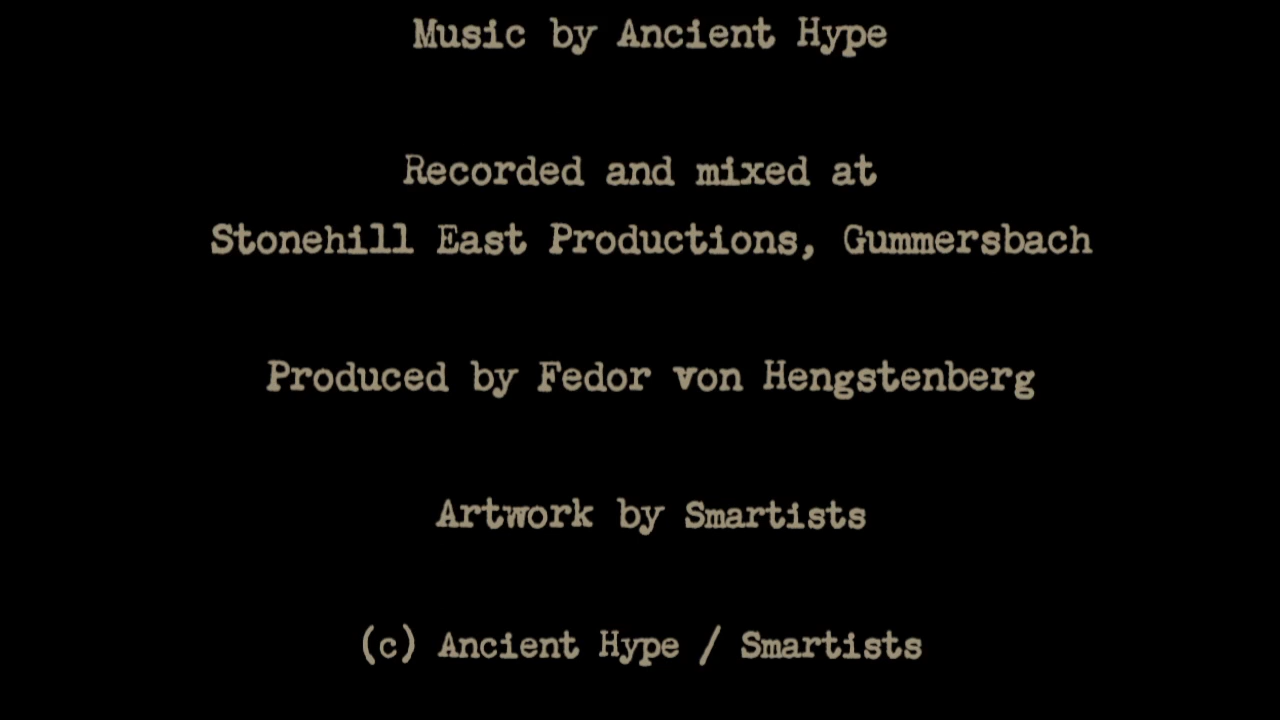 Music by Ancient Hype
Recorded and mixed at
Stonehill East Productions, Gummersbach
Produced by Fedor von Hengstenberg
Artwork by Smartists
(c) Ancient Hype / Smartists